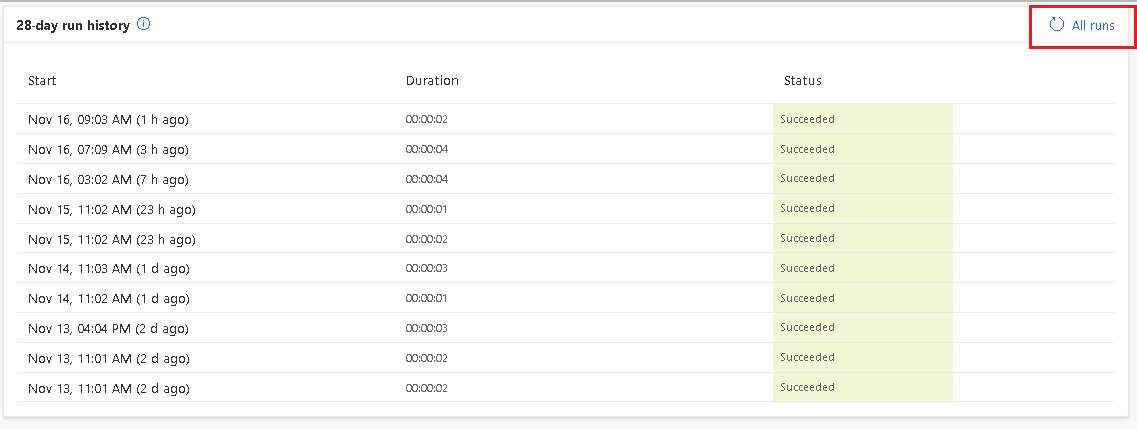 28-day run history All runs
Start Duration Status
Nov 16, 09:03 AM (1 h ago) 00:00:02 Succeeded
Nov 16, 07:09 AM (3 h ago) 00:00:04 Succeeded
Nov 16, 03:02 AM (7 h ago) 00:00:04 Succeeded
Nov 15, 11:02 AM (23 h ago) 00:00:01 Succeeded
Nov 15, 11:02 AM (23 h ago) 00:00:02 Succeeded
Nov 14, 11:03 AM (1 d ago) 00:00:03 Succeeded
Nov 14, 11:02 AM (1 d ago) 00:00:01 Succeeded
Nov 13, 04:04 PM (2 d ago) 00:00:03 Succeeded
Nov 13, 11:01 AM (2 d ago) 00:00:02 Succeeded
Nov 13, 11:01 AM (2 d ago) 00:00:02 Succeeded